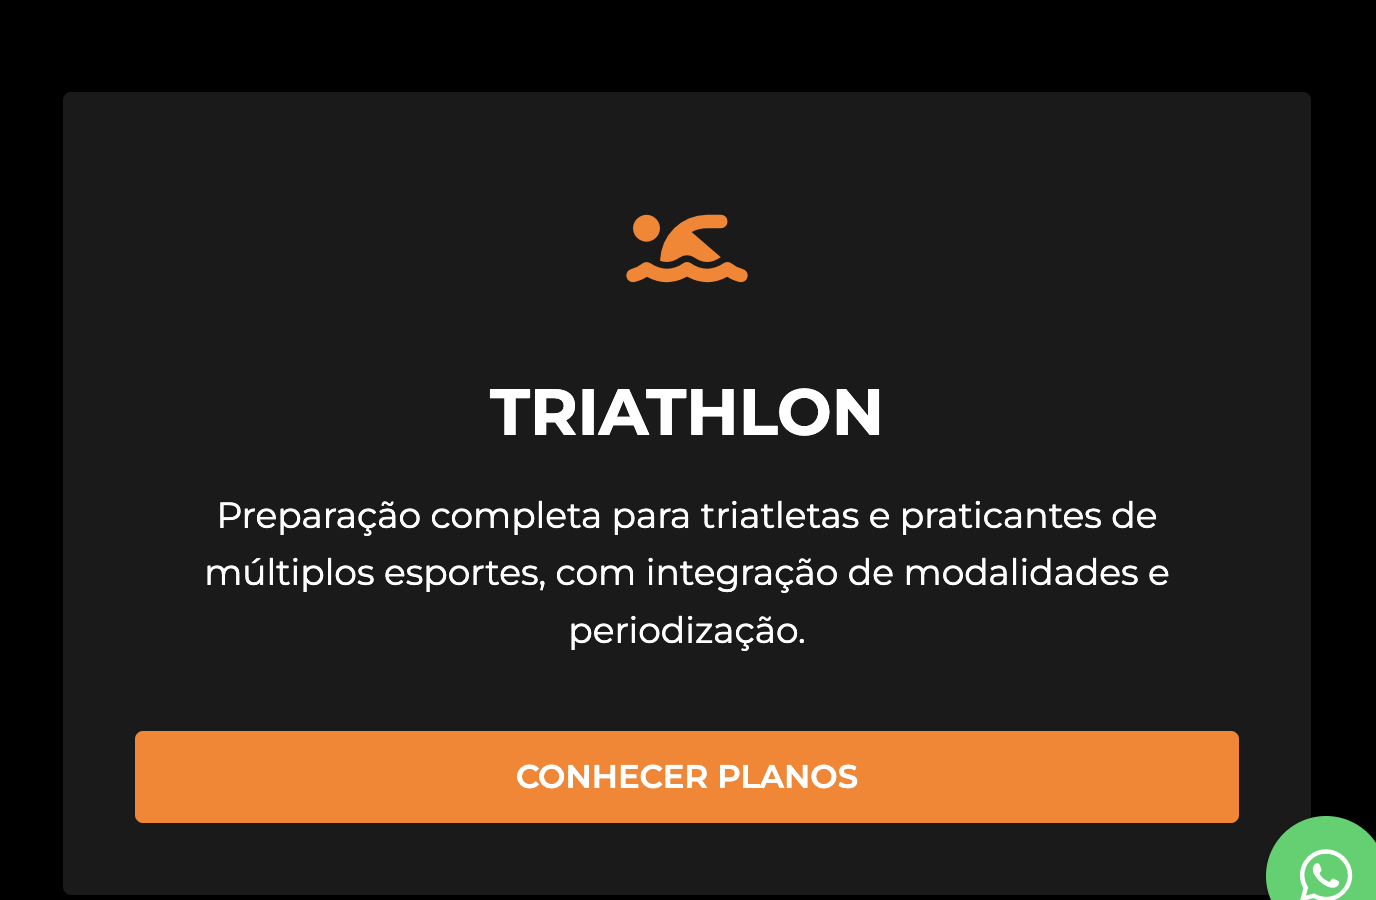 TRIATHLON
Preparação completa para triatletas e praticantes de
múltiplos esportes, com integração de modalidades e
periodização.
CONHECER PLANOS